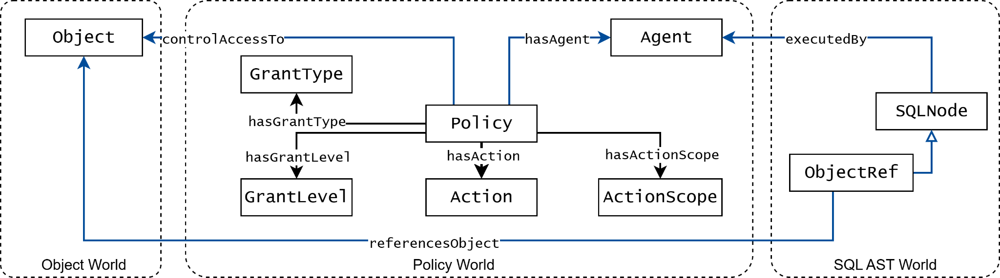 Object
controlAccessTo
hasAgent
Agent
executedBy
GrantType
SQLNode
hasGrantType
Policy
hasGrantLevel
hasAction
hasActionScope
ObjectRef
GrantLevel
Action
ActionScope
referencesObject
Object World
Policy World
SQL AST World